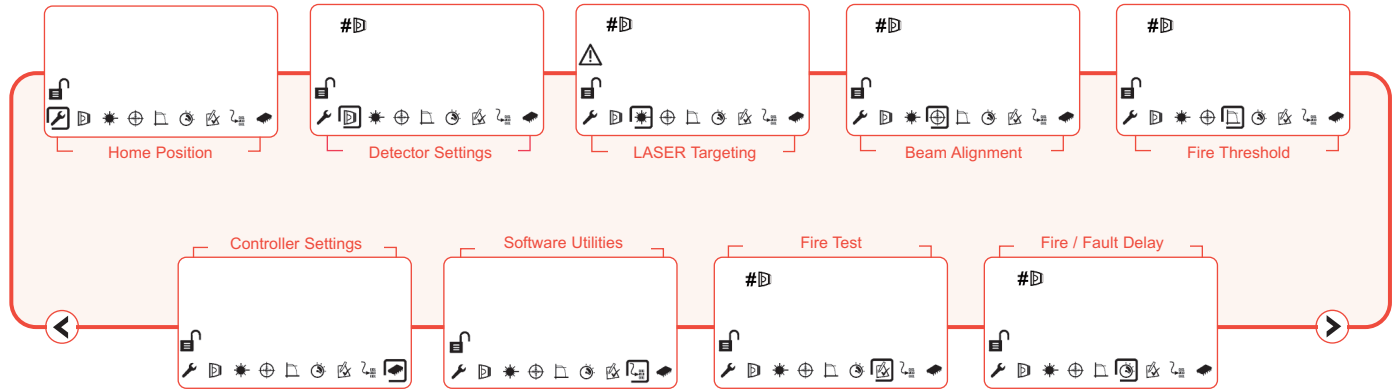 #
#
#
#
Home Position
Detector Settings
LASER Targeting
Beam Alignment
Fire Threshold
Controller Settings
Software Utilities
Fire Test
Fire / Fault Delay
#
#